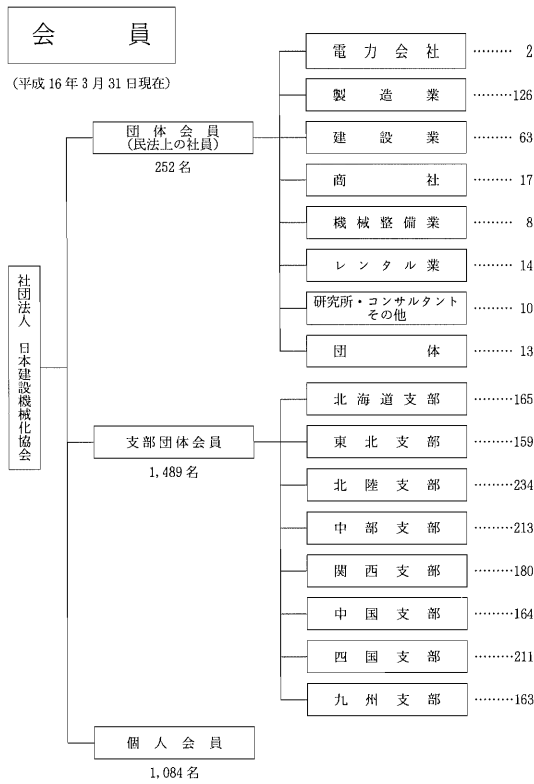 会員
(平成16年3月31日現在)
社団法人 日本建設機械化協会
団体会員
(民法上の社員)
252名
電力会社 ……… 2
製造業 ………126
建設業 ……… 63
商社 ……… 17
機械整備業 ……… 8
レンタル業 ……… 14
研究所・コンサルタント
その他 ……… 10
団体 ……… 13
支部団体会員
1,489名
北海道支部 ………165
東北支部 ………159
北陸支部 ………234
中部支部 ………213
関西支部 ………180
中国支部 ………164
四国支部 ………211
九州支部 ………163
個人会員
1,084名